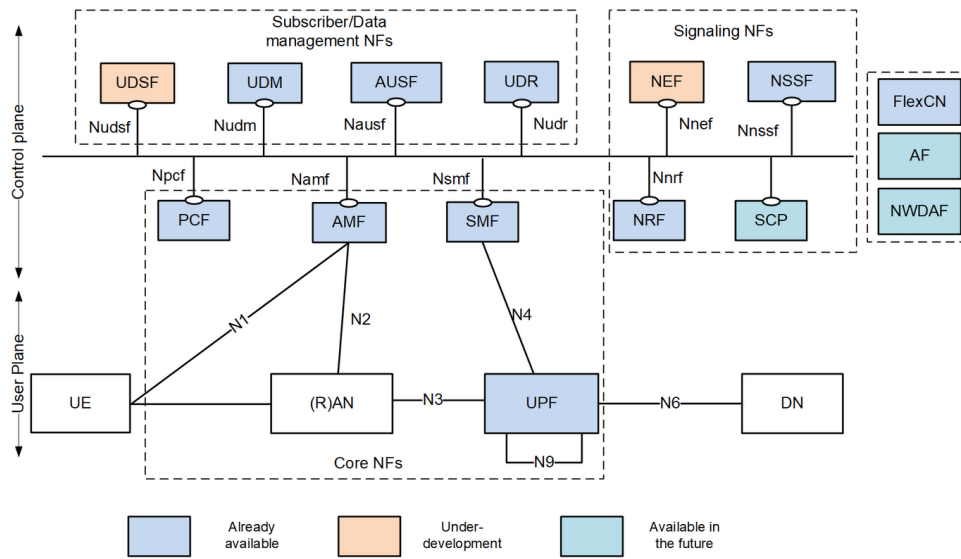 Subscriber/Data
management NFs
Signaling NFs
UDSF
UDM
AUSF
UDR
NEF
NSSF
FlexCN
Nudsf
Nudm
Nausf
Nudr
Nnef
Nnssf
AF
Control plane
Npcf
Namf
Nsmf
Nnrf
NWDAF
PCF
AMF
SMF
NRF
SCP
N1
N2
N4
User Plane
UE
(R)AN
N3
UPF
N6
DN
N9
Core NFs
Already
available
Under-
development
Available in
the future